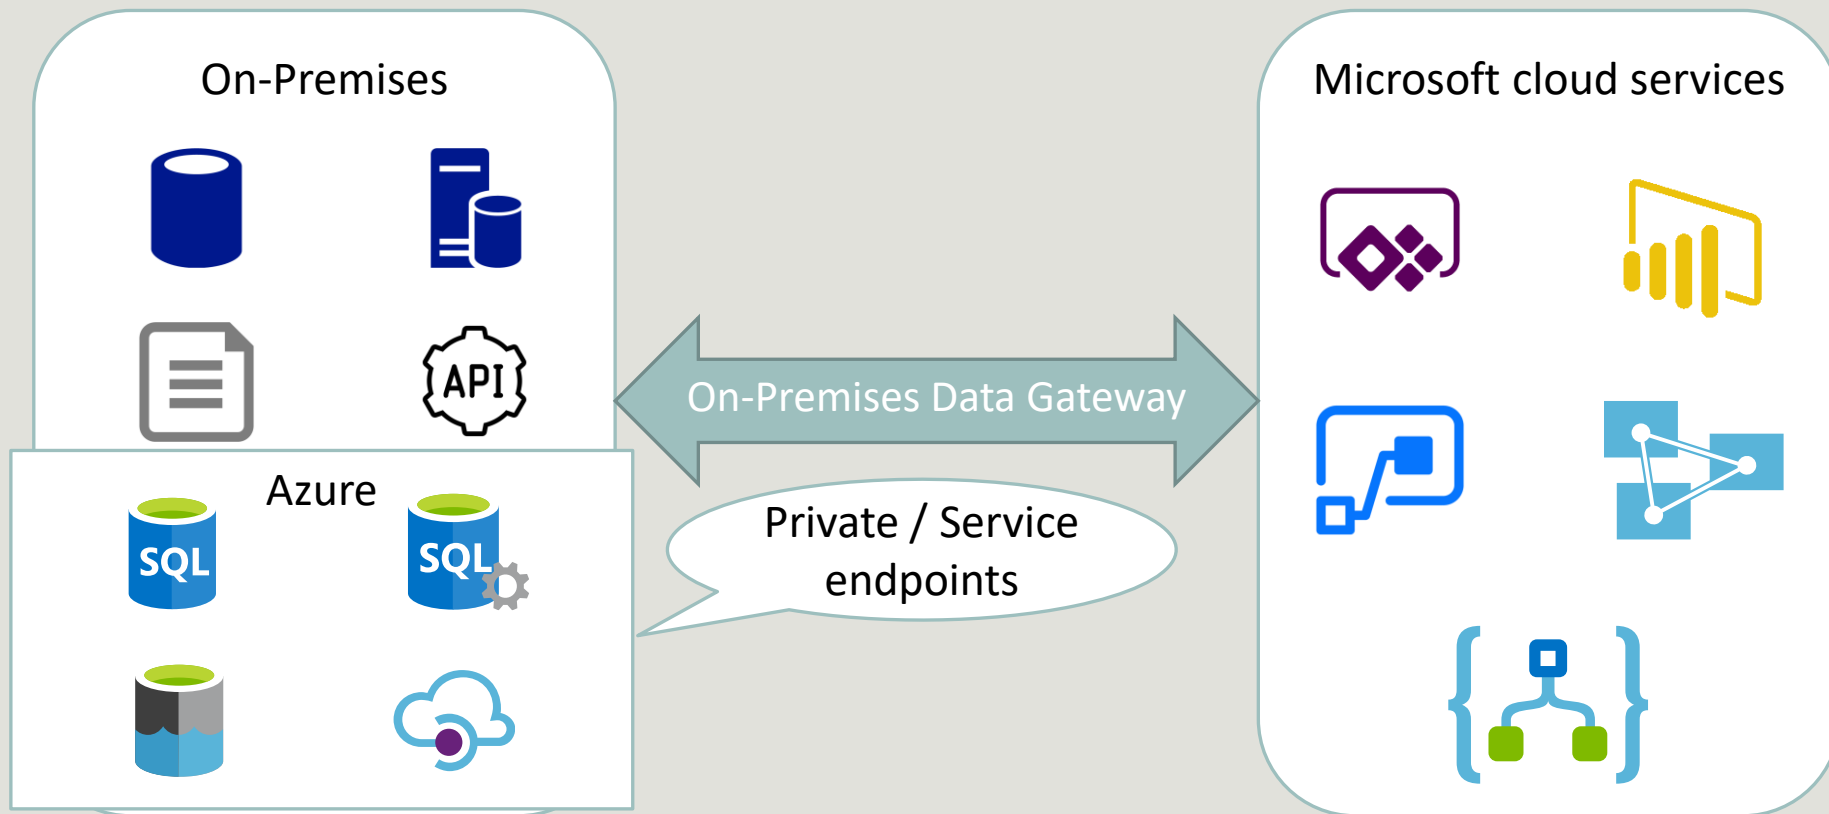 On-Premises
Microsoft cloud services
API
On-Premises Data Gateway
Azure
SQL
SQL
Private / Service
endpoints